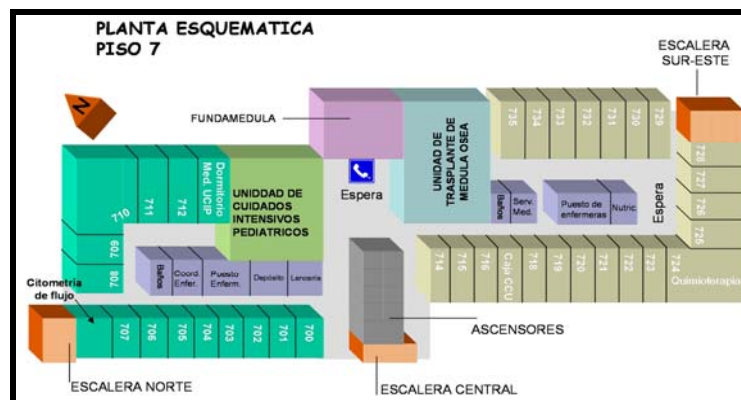 PLANTA ESQUEMATICA
PISO 7
ESCALERA
SUR-ESTE
N
FUNDAMEDULA
UNIDAD DE
TRASPLANTE DE
MEDULA OSEA
735
734
733
732
731
730
729
728
727
726
725
Espera
Espera
Dormitorio
Med. UCIP
712
711
710
709
708
UNIDDAD DE
CUIDADOS
INTENSIVOS
PEDIATRICOS
Baños
Serv.
Med.
Puesto de
enfermeras
Nutric.
Baños
Coord.
Enfer.
Puesto
Enferm.
Depósito
Lencería
714
715
716
Caja CCU
718
719
720
721
722
723
724
Quimioterapia
Citometría
de flujo
707
706
705
704
703
702
701
700
ASCENSORES
ESCALERA NORTE
ESCALERA CENTRAL